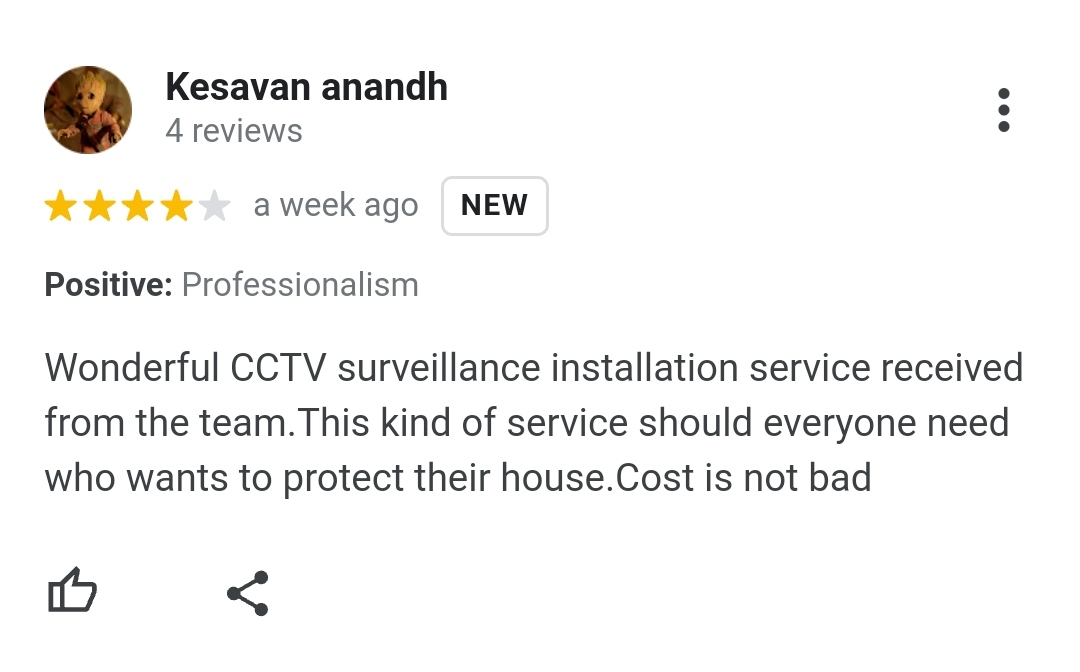 Kesavan anandh
4 reviews
a week ago NEW
Positive: Professionalism
Wonderful CCTV surveillance installation service received
from the team.This kind of service should everyone need
who wants to protect their house.Cost is not bad